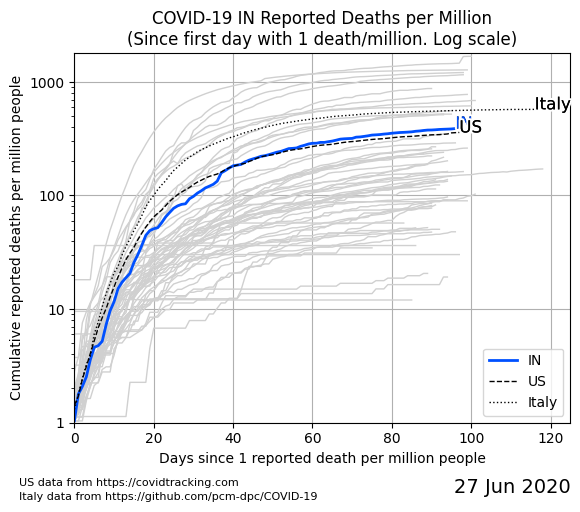 COVID-19 IN Reported Deaths per Million
(Since first day with 1 death/million. Log scale)
Cumulative reported deaths per million people
1000
100
10
1
Italy
IN
US
IN
US
Italy
0
20
40
60
80
100
120
Days since 1 reported death per million people
US data from https://covidtracking.com
Italy data from https://github.com/pcm-dpc/COVID-19
27 Jun 2020